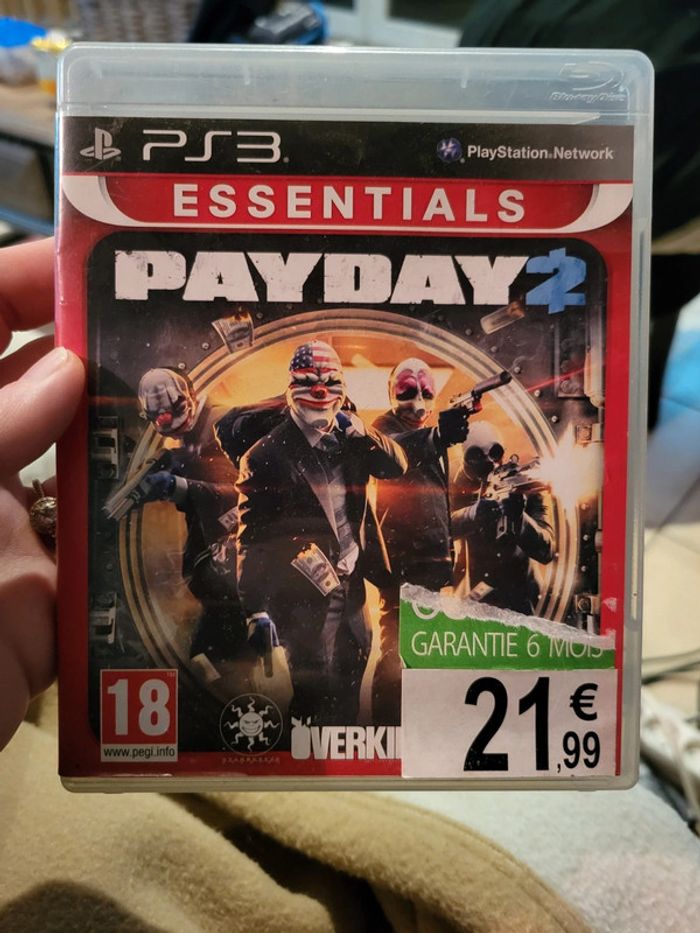 Blu-ray Disc
PS3
PlayStation Network
ESSENTIALS
PAYDAY 2
GARANTIE 6 MOIS
21,99 €
18
www.pegi.info
STARBREEZE
OVERKI